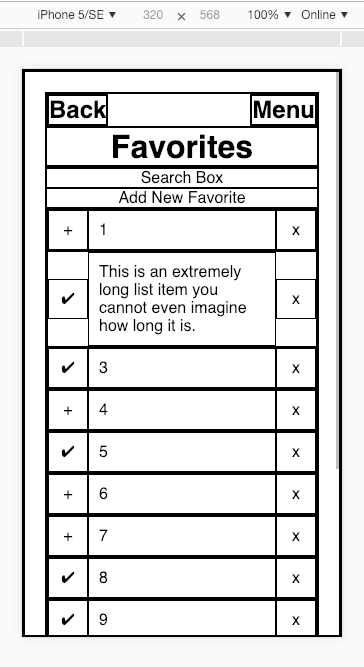 iPhone 5/SE ▼ 320 × 568 100% ▼ Online ▼
Back Menu
Favorites
Search Box
Add New Favorite
+ 1 x
This is an extremely
long list item you
✔ cannot even imagine x
how long it is.
✔ 3 x
+ 4 x
✔ 5 x
+ 6 x
+ 7 x
✔ 8 x
✔ 9 x